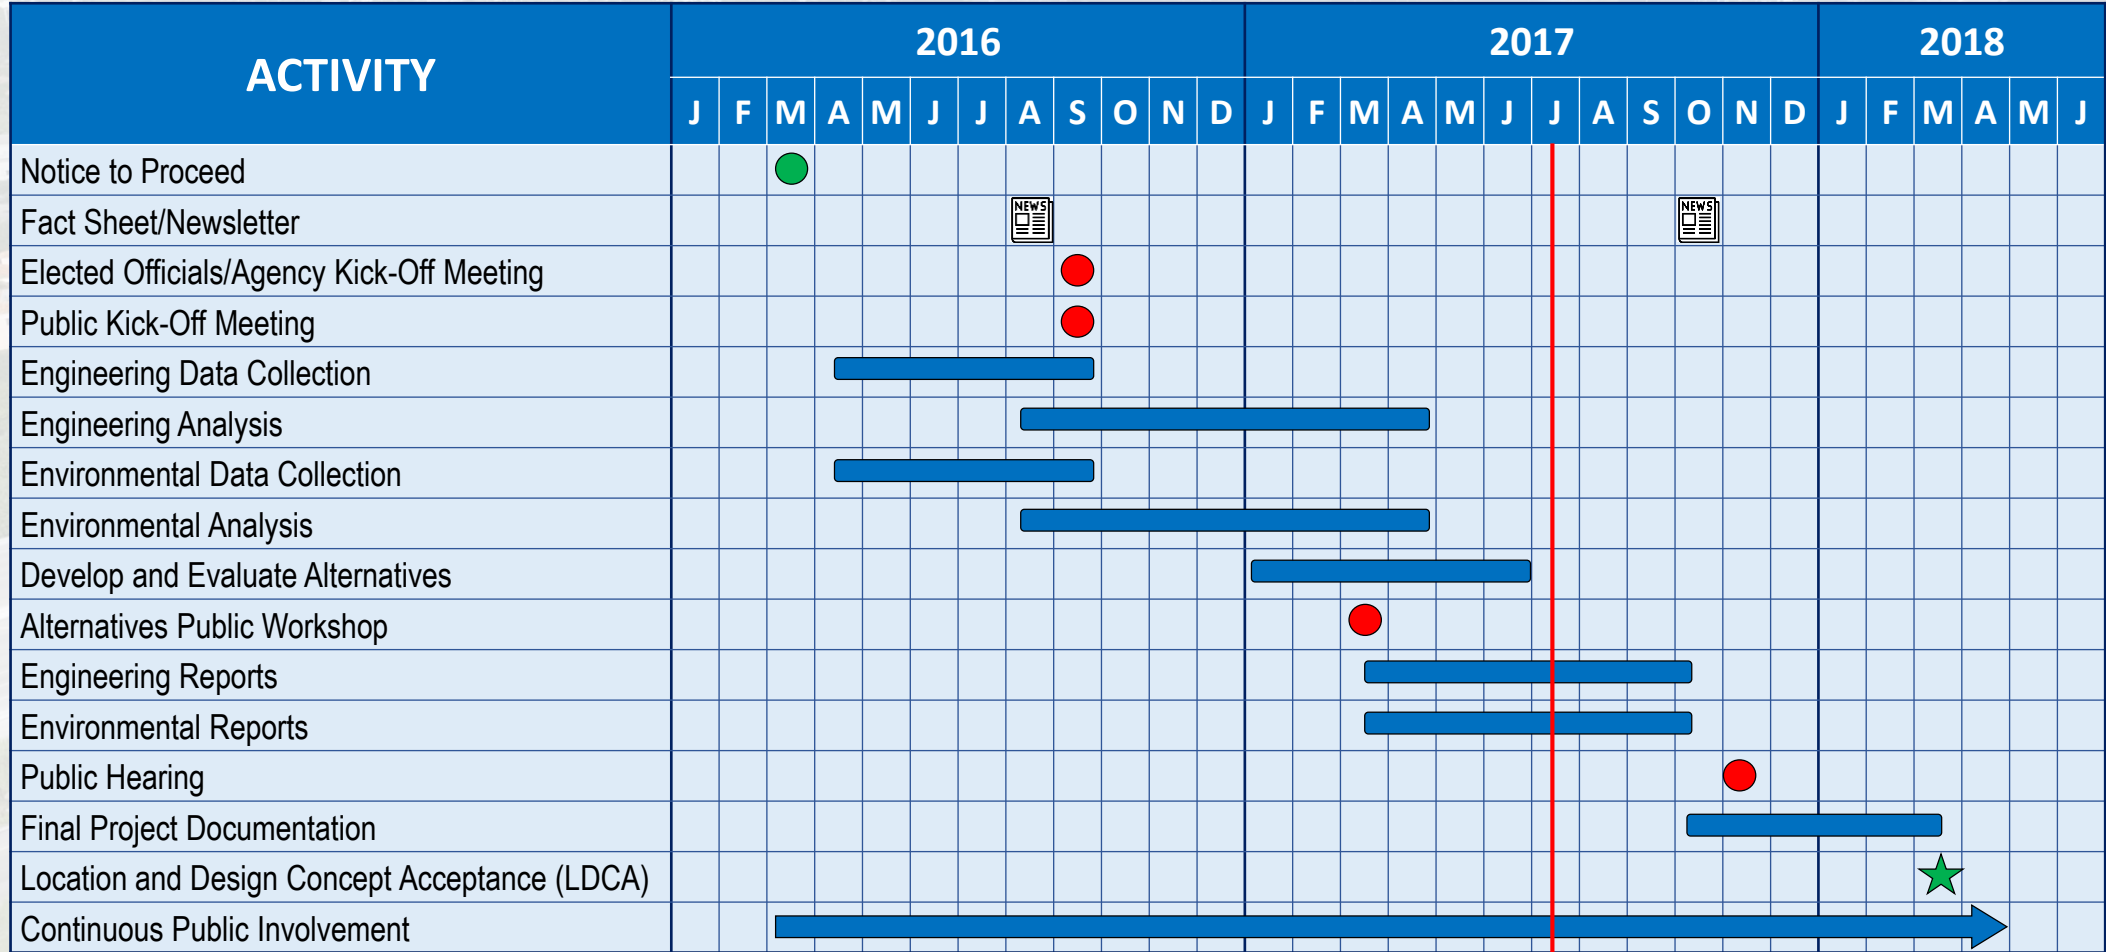 ACTIVITY
2016 2017 2018
J F M A M J J A S O N D J F M A M J J A S O N D J F M A M J
Notice to Proceed
Fact Sheet/Newsletter NEWS NEWS
Elected Officials/Agency Kick-Off Meeting
Public Kick-Off Meeting
Engineering Data Collection
Engineering Analysis
Environmental Data Collection
Environmental Analysis
Develop and Evaluate Alternatives
Alternatives Public Workshop
Engineering Reports
Environmental Reports
Public Hearing
Final Project Documentation
Location and Design Concept Acceptance (LDCA)
Continuous Public Involvement